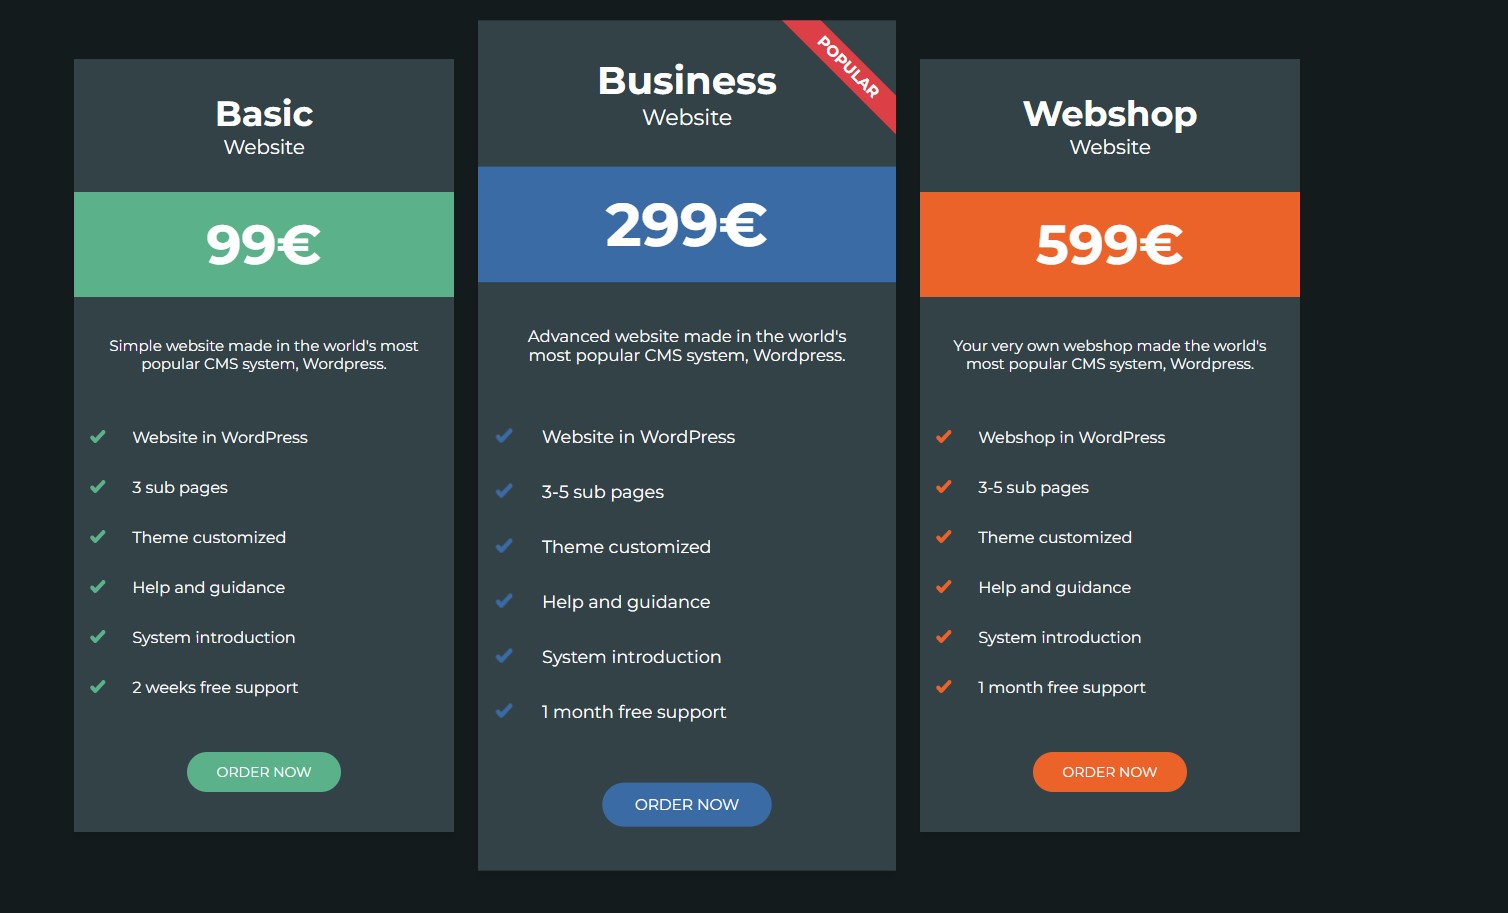 Basic
Website
99€
Simple website made in the world's most
popular CMS system, Wordpress.
Website in WordPress
3 sub pages
Theme customized
Help and guidance
System introduction
2 weeks free support
ORDER NOW
POPULAR
Business
Website
299€
Advanced website made in the world's
most popular CMS system, Wordpress.
Website in WordPress
3-5 sub pages
Theme customized
Help and guidance
System introduction
1 month free support
ORDER NOW
Webshop
Website
599€
Your very own webshop made the world's
most popular CMS system, Wordpress.
Webshop in WordPress
3-5 sub pages
Theme customized
Help and guidance
System introduction
1 month free support
ORDER NOW